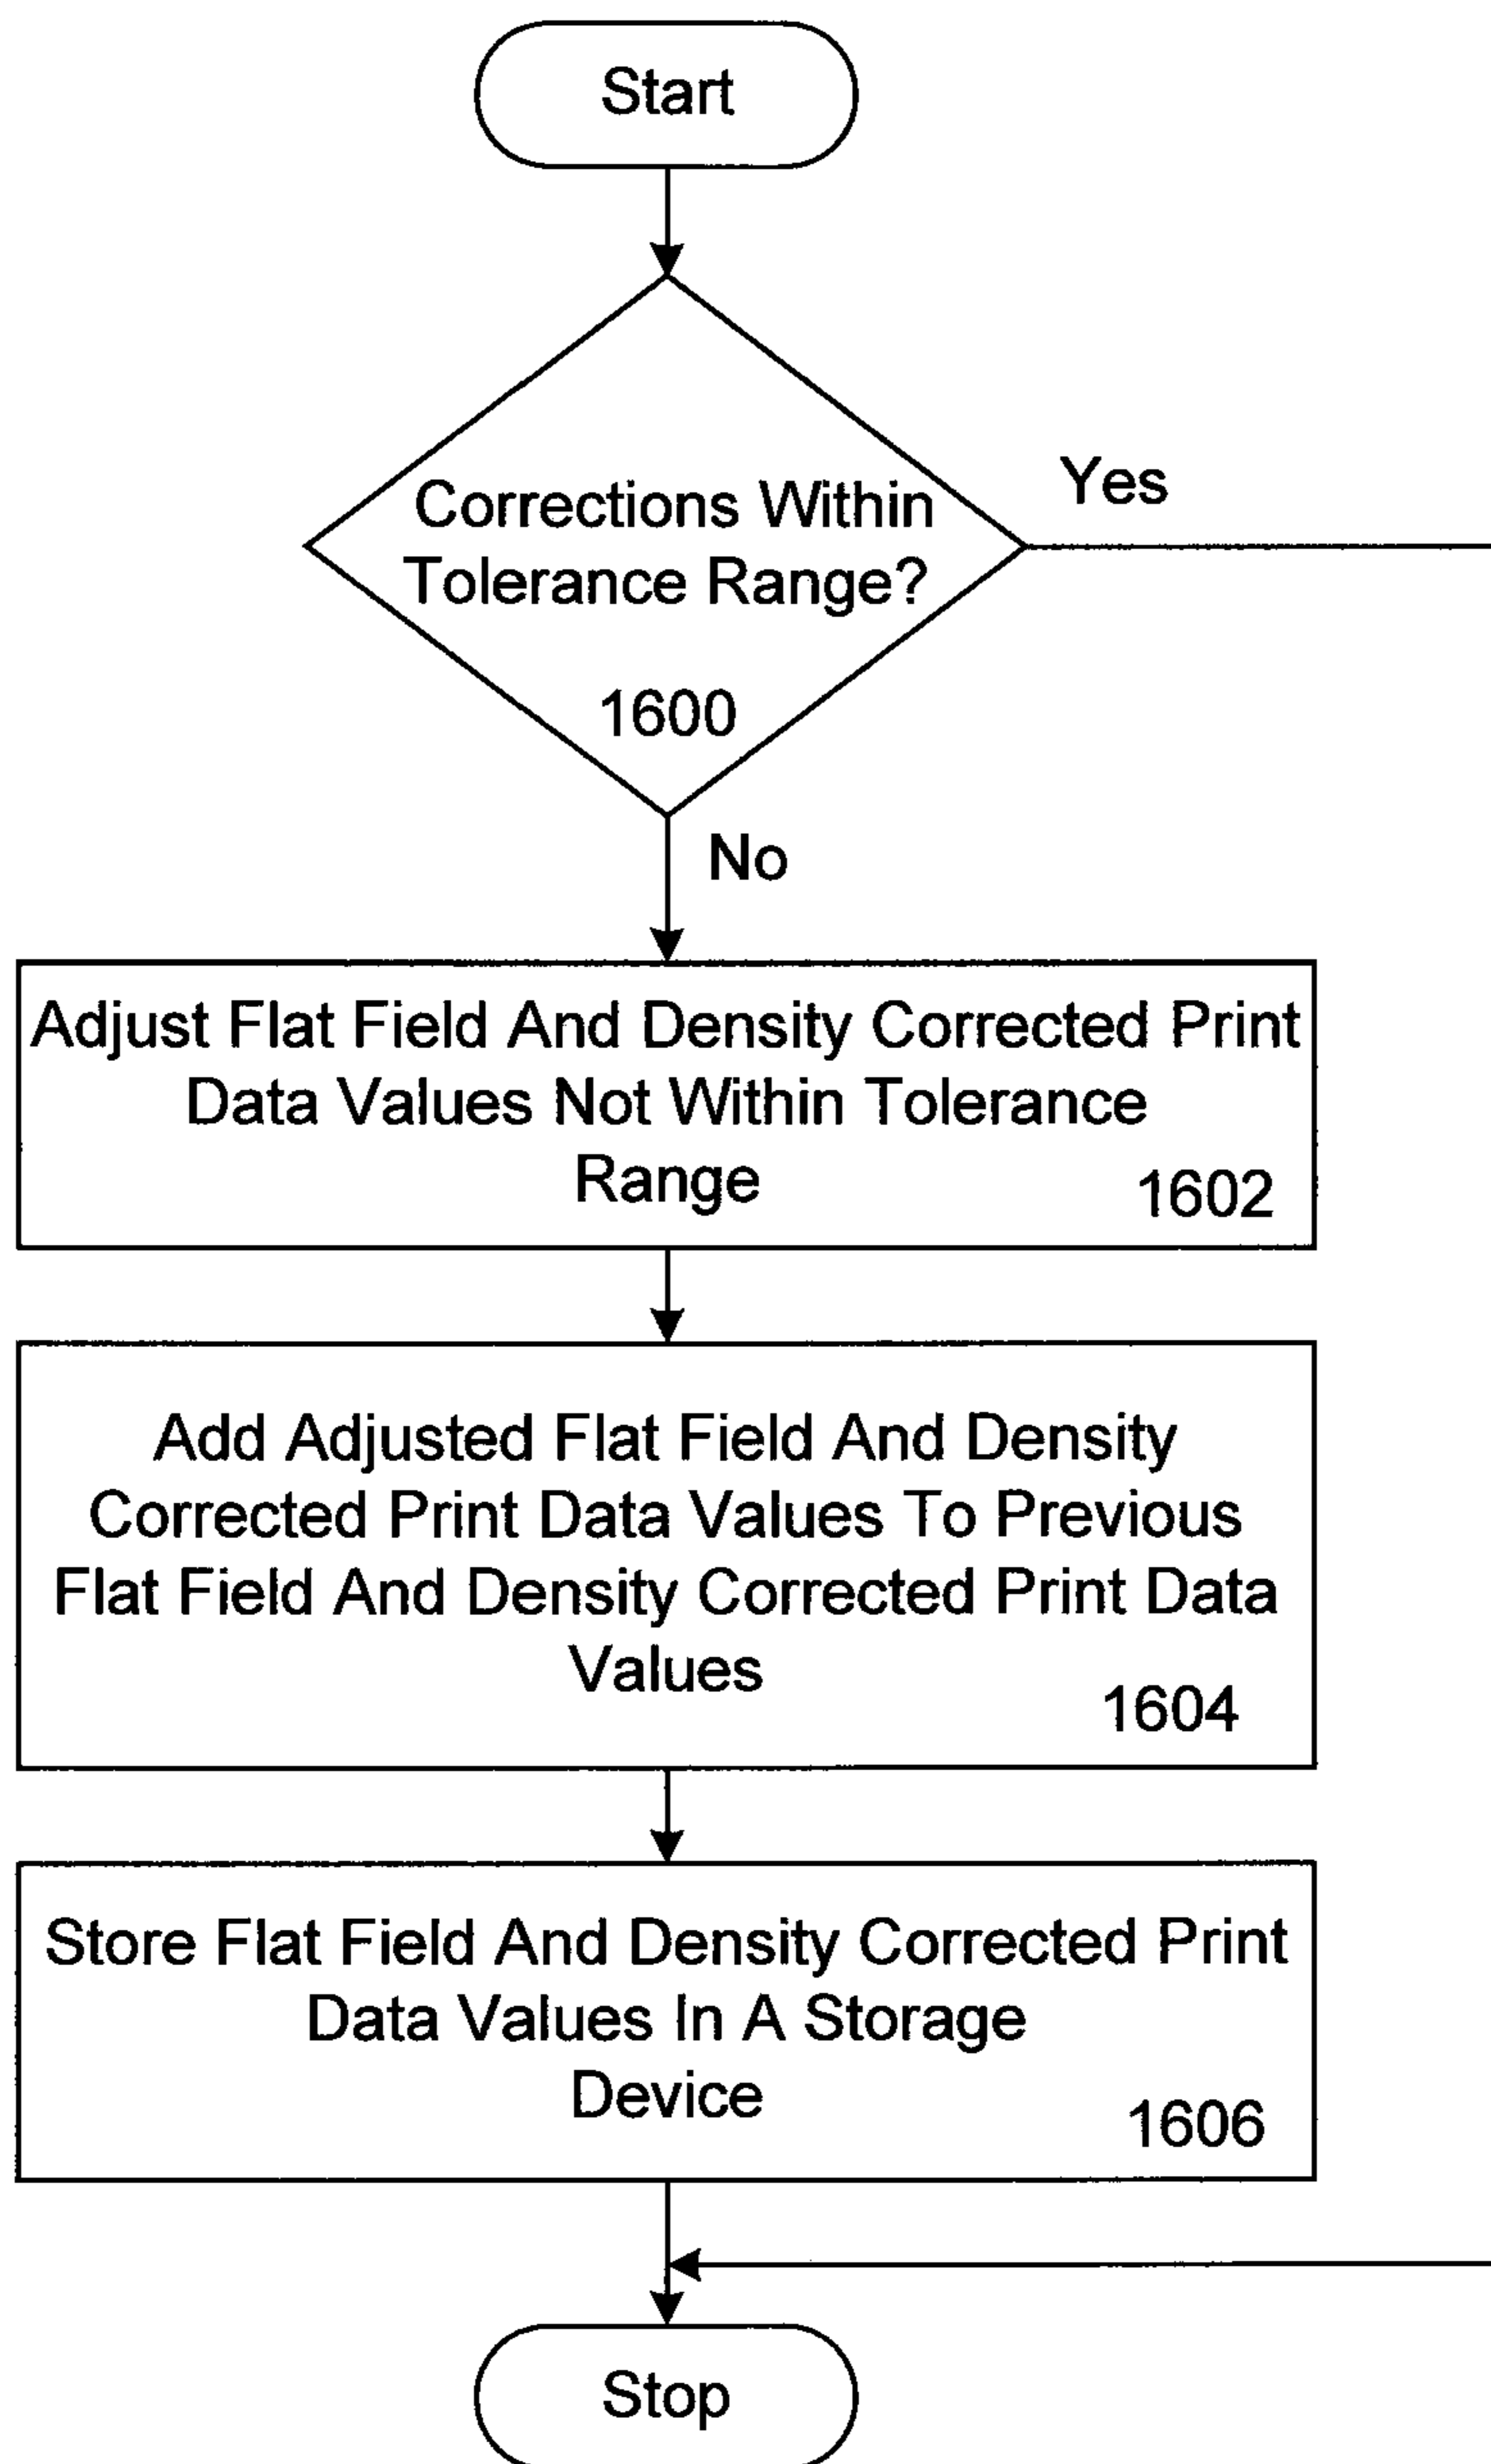 Start
Corrections Within
Tolerance Range?
1600
Yes
No
Adjust Flat Field And Density Corrected Print
Data Values Not Within Tolerance
Range
1602
Add Adjusted Flat Field And Density
Corrected Print Data Values To Previous
Flat Field And Density Corrected Print Data
Values
1604
Store Flat Field And Density Corrected Print
Data Values In A Storage
Device
1606
Stop